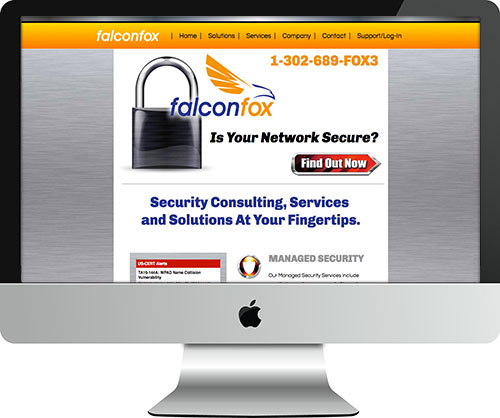 falconfox | Home | Solutions | Services | Company | Contact | Support/Log-In
1-302-689-FOX3
falconfox
Is Your Network Secure?
Find Out Now
Security Consulting, Services
and Solutions At Your Fingertips.
US-CERT Alerts
TA16-144A: WPAD Name Collision
Vulnerability
MANAGED SECURITY
Our Managed Security Services include